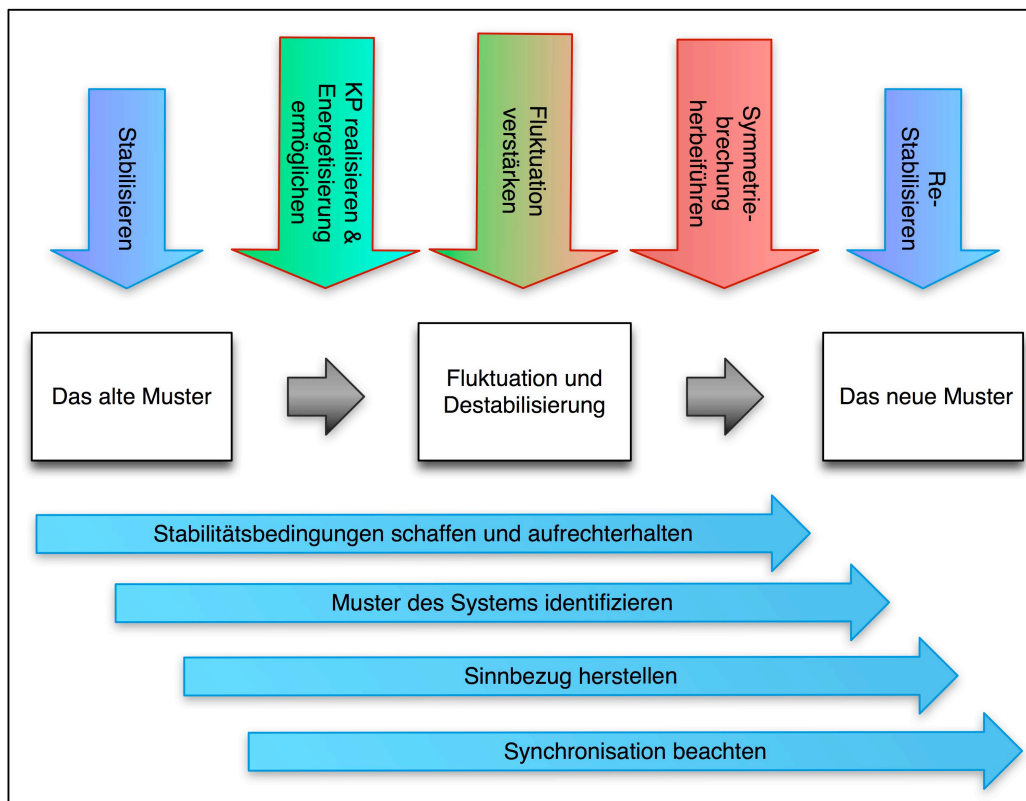 Stabilisieren
KP realisieren &
Energetisierung
ermöglichen
Fluktuation
verstärken
Symmetrie-
brechung
herbeiführen
Re-
Stabilisieren
Das alte Muster
Fluktuation und
Destabilisierung
Das neue Muster
Stabilitätsbedingungen schaffen und aufrechterhalten
Muster des Systems identifizieren
Sinnbezug herstellen
Synchronisation beachten